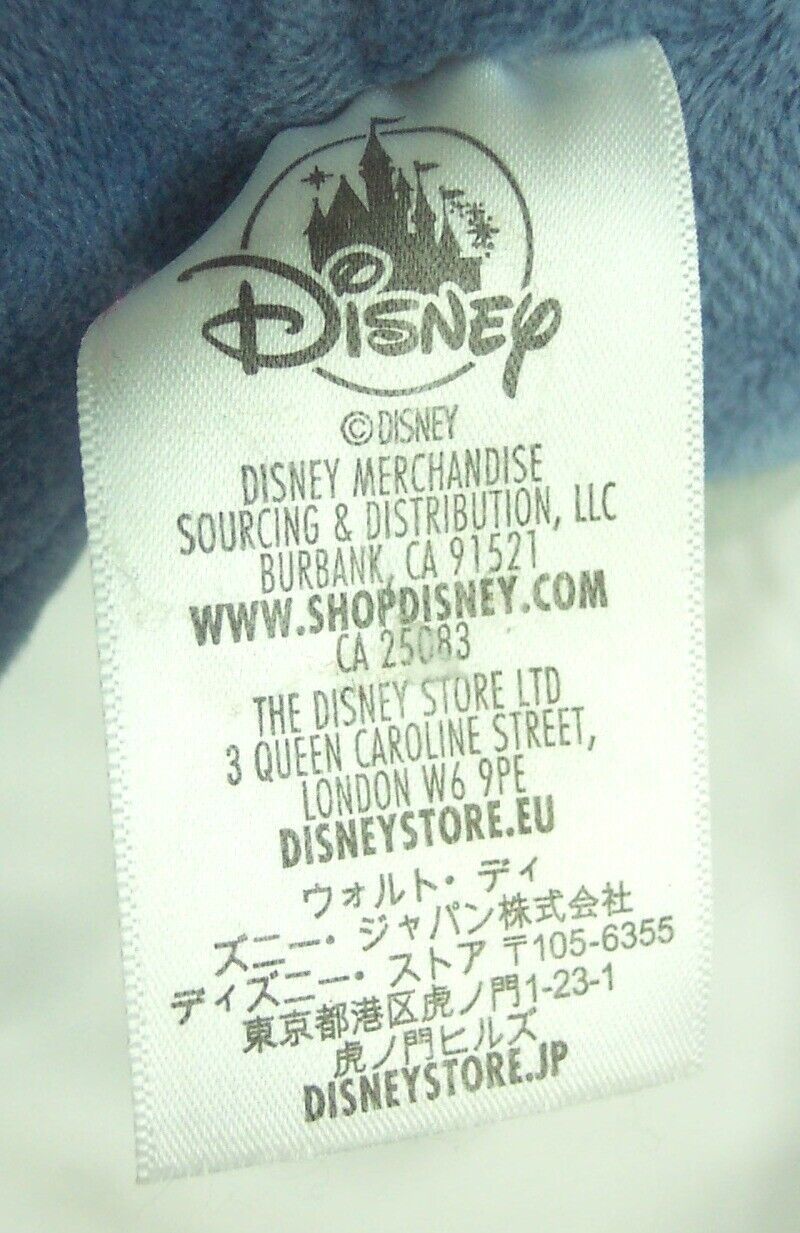 DISNEY
©DISNEY
DISNEY MERCHANDISE
SOURCING & DISTRIBUTION, LLC
BURBANK, CA 91521
WWW.SHOPDISNEY.COM
CA 25083
THE DISNEY STORE LTD
3 QUEEN CAROLINE STREET,
LONDON W6 9PE
DISNEYSTORE.EU
ウォルト・ディ
ズニー・ジャパン株式会社
ディズニー・ストア 〒105-6355
東京都港区虎ノ門1-23-1
虎ノ門ヒルズ
DISNEYSTORE.JP